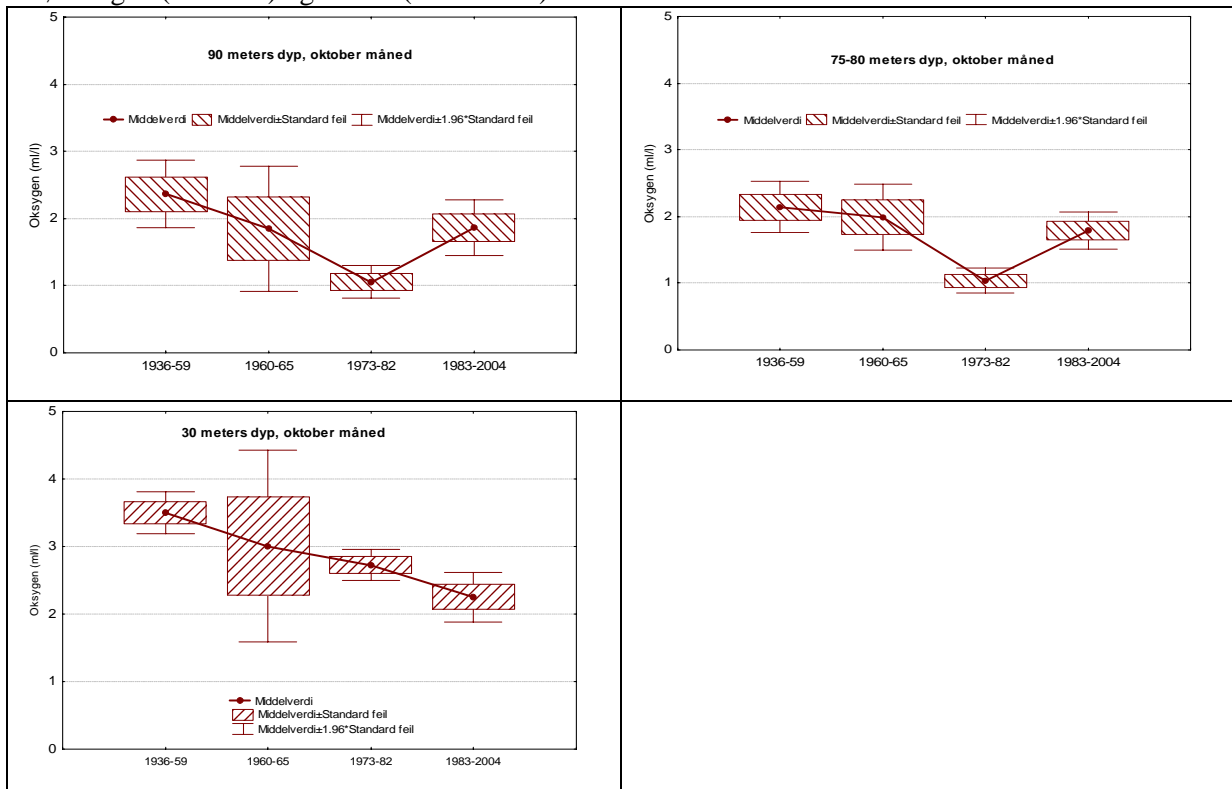 90 meters dyp, oktober måned
Middelverdi Middelverdi±Standard feil Middelverdi±1.96*Standard feil
Oksygen (ml/l)
5
4
3
2
1
0
1936-59 1960-65 1973-82 1983-2004
75-80 meters dyp, oktober måned
Middelverdi Middelverdi±Standard feil Middelverdi±1.96*Standard feil
Oksygen (ml/l)
5
4
3
2
1
0
1936-59 1960-65 1973-82 1983-2004
30 meters dyp, oktober måned
Oksygen (ml/l)
5
4
3
2
1
0
Middelverdi
Middelverdi±Standard feil
Middelverdi±1.96*Standard feil
1936-59 1960-65 1973-82 1983-2004